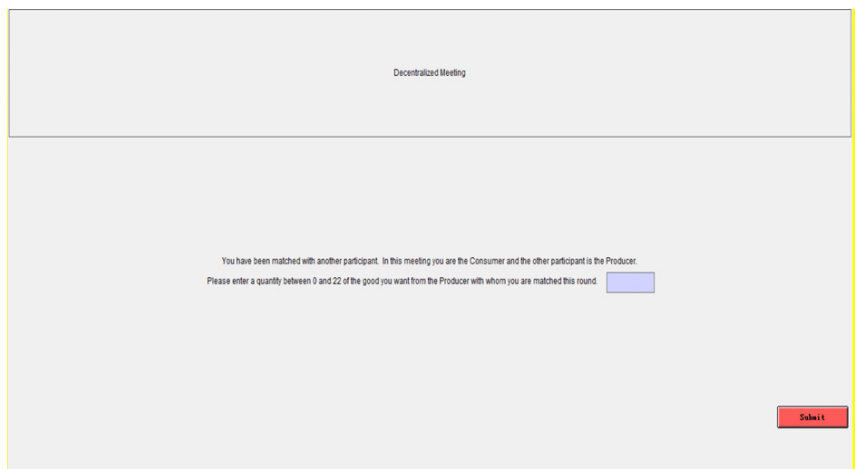 Decentralized Meeting
You have been matched with another participant. In this meeting you are the Consumer and the other participant is the Producer.
Please enter a quantity between 0 and 22 of the good you want from the Producer with whom you are matched this round.
Submit